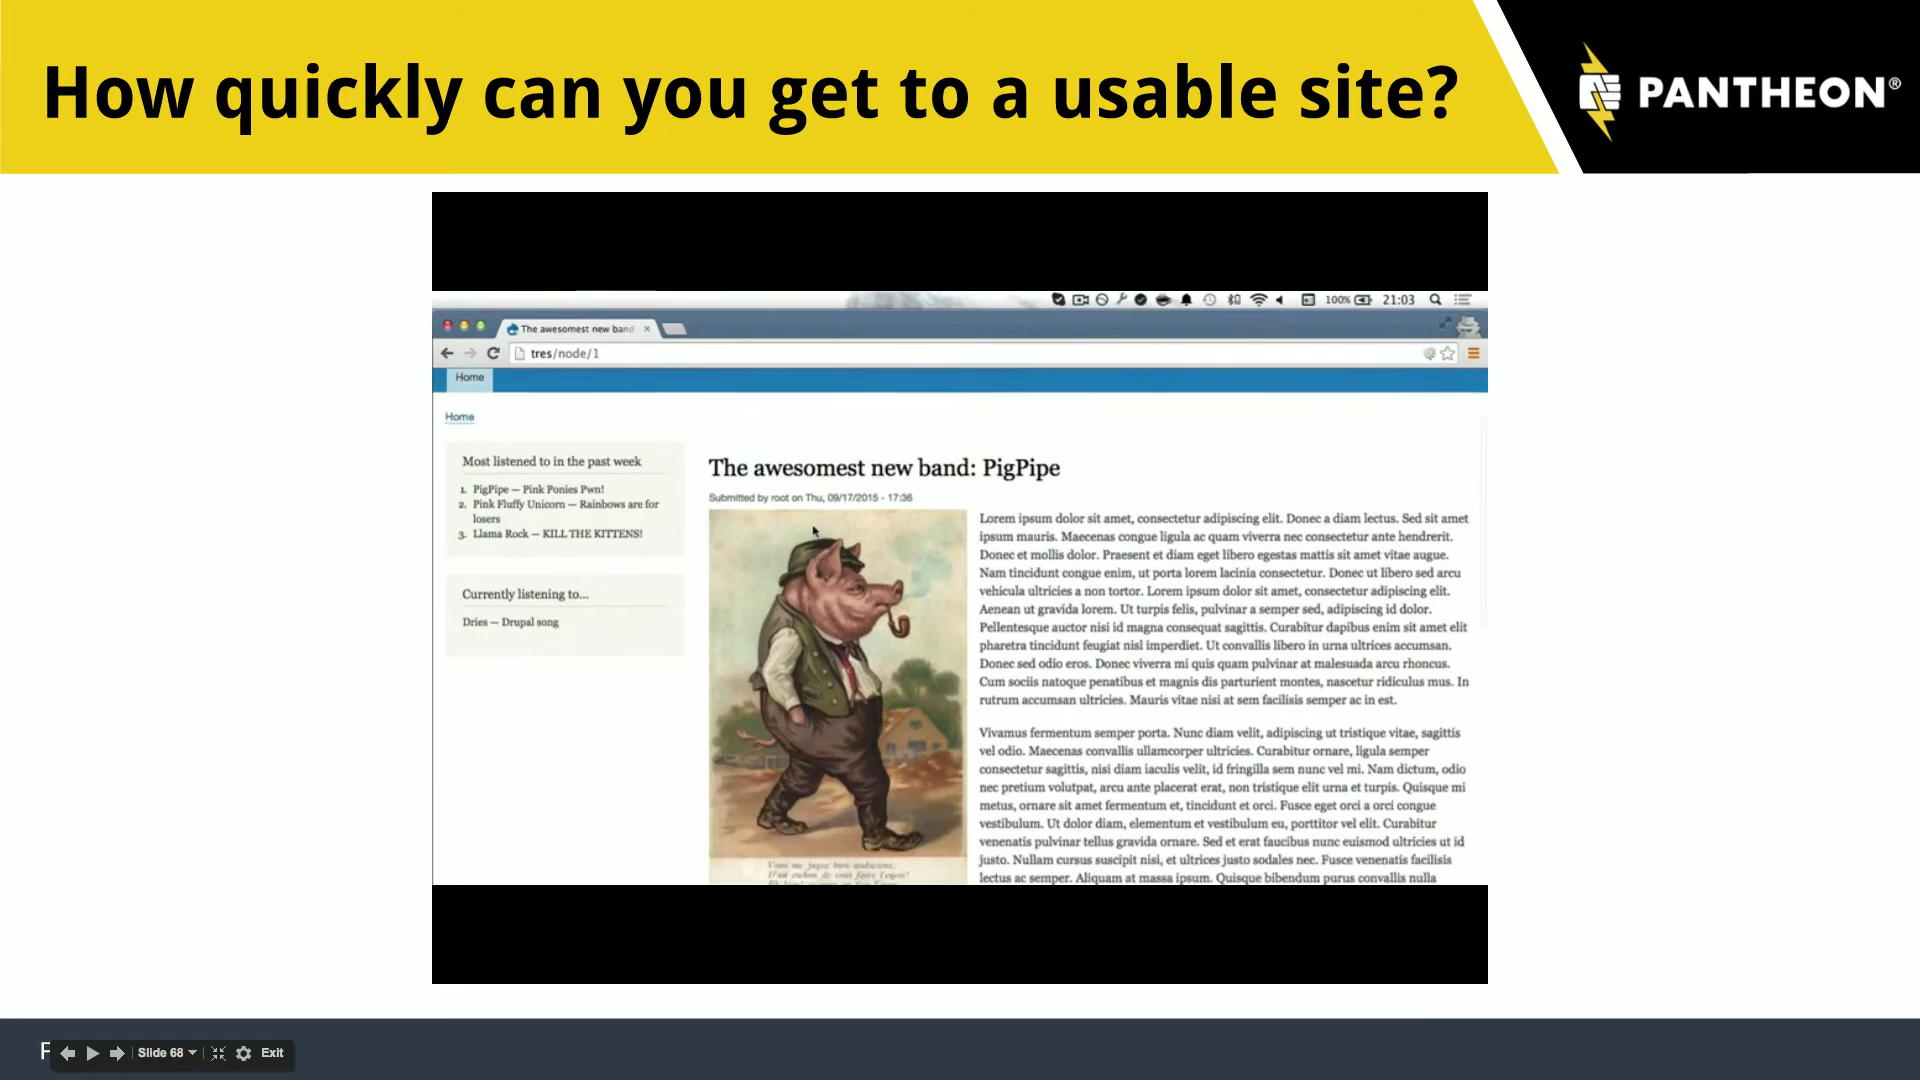 How quickly can you get to a usable site?
PANTHEON®
100%
21:03
The awesomest new band
tres/node/1
Home
Home
Most listened to in the past week
1. PigPipe — Pink Ponies Pwn!
2. Pink Fluffy Unicorn — Rainbows are for
losers
3. Llama Rock — KILL THE KITTENS!
Currently listening to...
Dries — Drupal song
The awesomest new band: PigPipe
Submitted by root on Thu, 09/17/2015 - 17:36
Lorem ipsum dolor sit amet, consectetur adipiscing elit. Donec a diam lectus. Sed sit amet
ipsum mauris. Maecenas congue ligula ac quam viverra nec consectetur ante hendrerit.
Donec et mollis dolor. Praesent et diam eget libero egestas mattis sit amet vitae augue.
Nam tincidunt congue enim, ut porta lorem lacinia consectetur. Donec ut libero sed arcu
vehicula ultricies a non tortor. Lorem ipsum dolor sit amet, consectetur adipiscing elit.
Aenean ut gravida lorem. Ut turpis felis, pulvinar a semper sed, adipiscing id dolor.
Pellentesque auctor nisi id magna consequat sagittis. Curabitur dapibus enim sit amet elit
pharetra tincidunt feugiat nisl imperdiet. Ut convallis libero in urna ultrices accumsan.
Donec sed odio eros. Donec viverra mi quis quam pulvinar at malesuada arcu rhoncus.
Cum sociis natoque penatibus et magnis dis parturient montes, nascetur ridiculus mus. In
rutrum accumsan ultricies. Mauris vitae nisi at sem facilisis semper ac in est.
Vivamus fermentum semper porta. Nunc diam velit, adipiscing ut tristique vitae, sagittis
vel odio. Maecenas convallis ullamcorper ultricies. Curabitur ornare, ligula semper
consectetur sagittis, nisi diam iaculis velit, id fringilla sem nunc vel mi. Nam dictum, odio
nec pretium volutpat, arcu ante placerat erat, non tristique elit urna et turpis. Quisque mi
metus, ornare sit amet fermentum et, tincidunt et orci. Fusce eget orci a orci congue
vestibulum. Ut dolor diam, elementum et vestibulum eu, porttitor vel elit. Curabitur
venenatis pulvinar tellus gravida ornare. Sed et erat faucibus nunc euismod ultricies ut id
justo. Nullam cursus suscipit nisi, et ultrices justo sodales nec. Fusce venenatis facilisis
lectus ac semper. Aliquam at massa ipsum. Quisque bibendum purus convallis nulla
Vous me jugez bien audacieux,
Slide 68
Exit